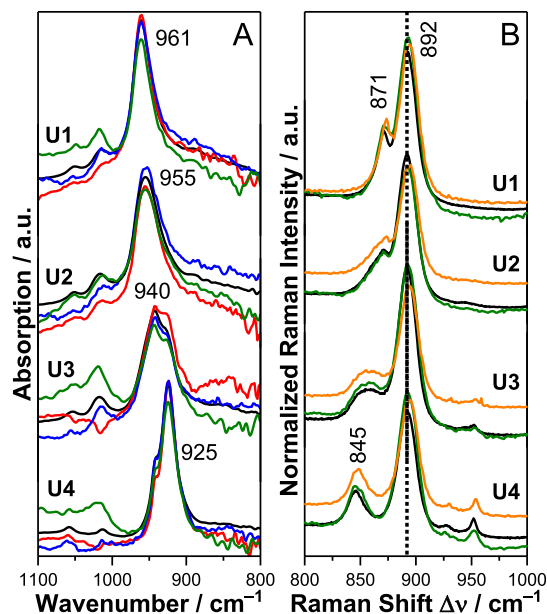 A
961
U1
955
U2
940
U3
925
U4
1100 1000 900 800
Wavenumber / cm⁻¹
Absorption / a.u.
B
892
871
U1
U2
U3
845
U4
800 850 900 950 1000
Raman Shift Δν / cm⁻¹
Normalized Raman Intensity / a.u.